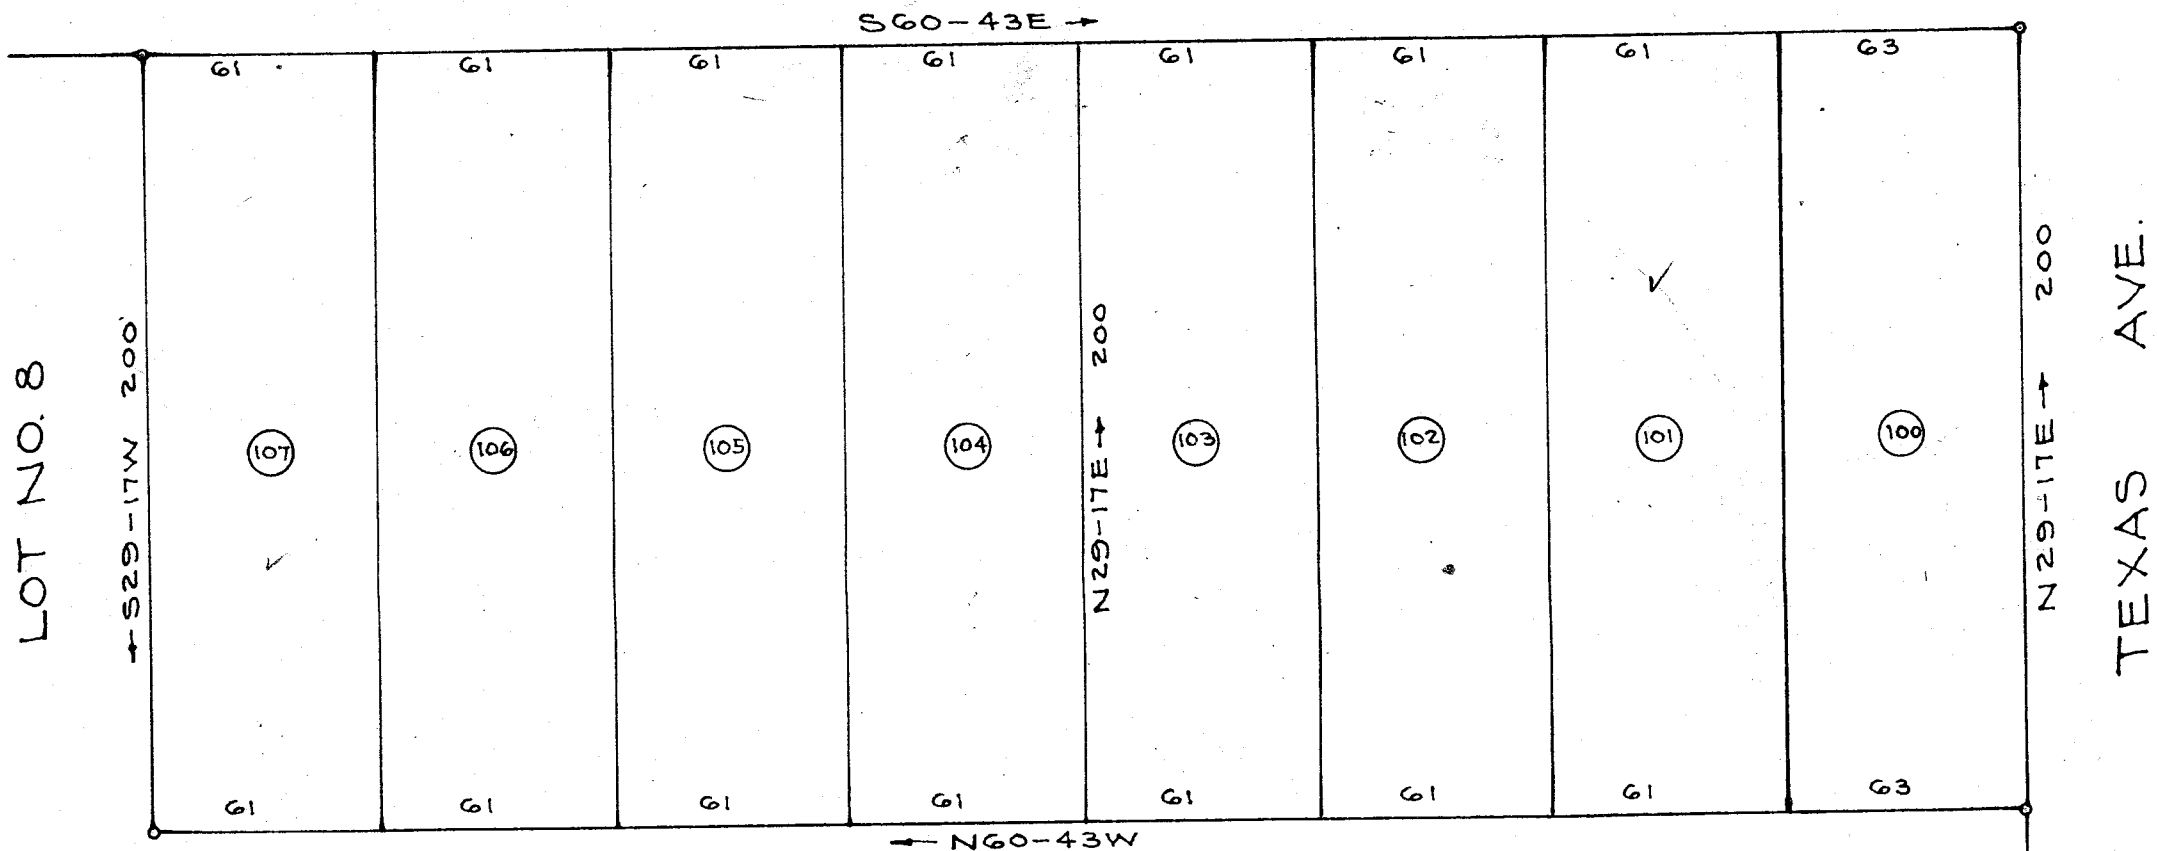 S60-43E →
61 61 61 61 61 61 61 63
LOT NO. 8
← S29-17W 200'
107 106 105 104 103 102 101 100
N29-17E → 200
N29-17E → 200
TEXAS AVE.
61 61 61 61 61 61 61 63
← N60-43W